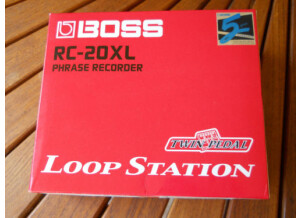 BOSS
RC-20XL
PHRASE RECORDER
TWIN PEDAL
LOOP STATION